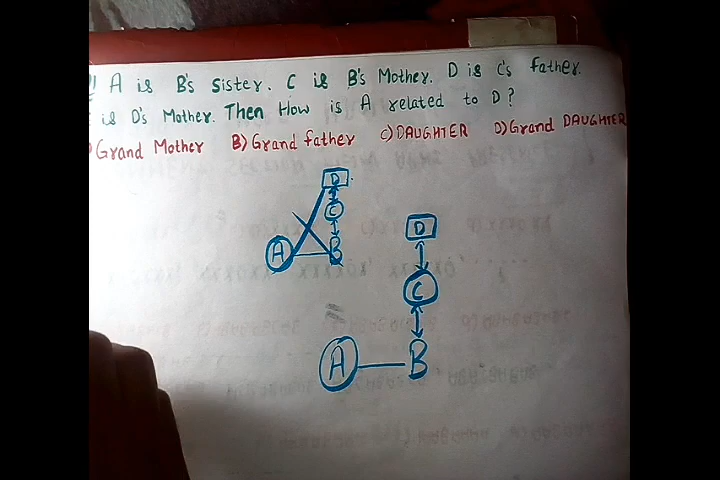 A is B's Sister. C is B's Mother. D is C's father.
is D's Mother. Then How is A related to D?
Grand Mother B) Grand father C) DAUGHTER D) Grand DAUGHTER
D
C
A B
D
C
A B